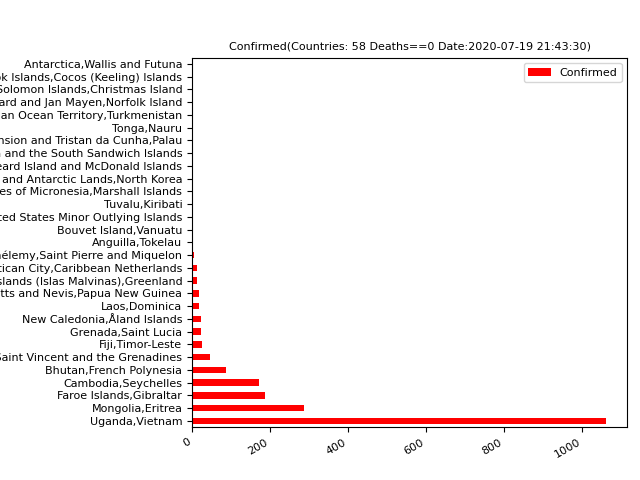 Confirmed(Countries: 58 Deaths==0 Date:2020-07-19 21:43:30)
Confirmed
Antarctica,Wallis and Futuna
Islands,Cocos (Keeling) Islands
Solomon Islands,Christmas Island
and Jan Mayen,Norfolk Island
Ocean Territory,Turkmenistan
Tonga,Nauru
and Tristan da Cunha,Palau
and the South Sandwich Islands
Island and McDonald Islands
and Antarctic Lands,North Korea
of Micronesia,Marshall Islands
Tuvalu,Kiribati
States Minor Outlying Islands
Bouvet Island,Vanuatu
Anguilla,Tokelau
Saint Pierre and Miquelon
City,Caribbean Netherlands
(Islas Malvinas),Greenland
and Nevis,Papua New Guinea
Laos,Dominica
New Caledonia,Åland Islands
Grenada,Saint Lucia
Fiji,Timor-Leste
Saint Vincent and the Grenadines
Bhutan,French Polynesia
Cambodia,Seychelles
Faroe Islands,Gibraltar
Mongolia,Eritrea
Uganda,Vietnam
0 200 400 600 800 1000